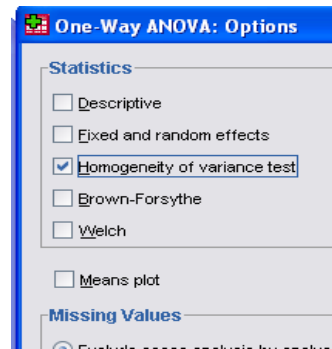 One-Way ANOVA: Options
Statistics
Descriptive
Fixed and random effects
Homogeneity of variance test
Brown-Forsythe
Welch
Means plot
Missing Values